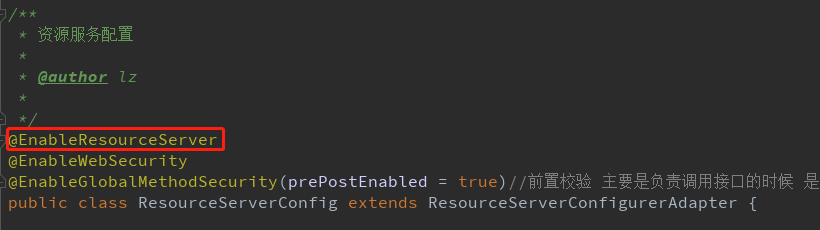 /**
* 资源服务配置
*
* @author lz
*
*/
@EnableResourceServer
@EnableWebSecurity
@EnableGlobalMethodSecurity(prePostEnabled = true)//前置校验 主要是负责调用接口的时候 是
public class ResourceServerConfig extends ResourceServerConfigurerAdapter {